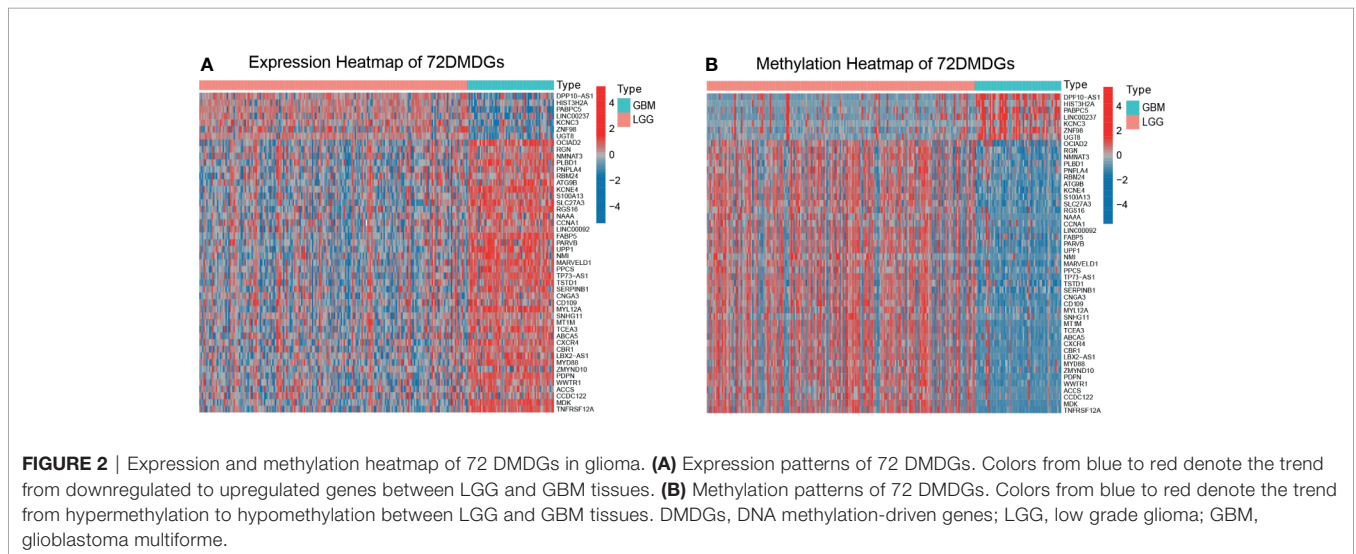 A
Expression Heatmap of 72DMDGs
Type
DPP10-AS1
HIST3H2A
PABPC5
LINC00237
KCNC3
ZNF98
UGT8
OCIAD2
RGN
NMNAT3
PLBD1
PNPLA4
RBM24
ATG9B
KCNE4
S100A13
SLC27A3
RGS16
NAAA
CCNA1
LINC00092
FABP5
PARVB
UPP1
NMI
MARVELD1
PPCS
TP73-AS1
TSTD1
SERPINB1
CNGA3
CD109
MYL12A
SNHG11
MT1M
TCEA3
ABCA5
CXCR4
CBR1
LBX2-AS1
MYD88
ZMYND10
PDPN
WWTR1
ACCS
CCDC122
MDK
TNFRSF12A
4
2
0
−2
−4
Type
GBM
LGG
B
Methylation Heatmap of 72DMDGs
Type
DPP10-AS1
HIST3H2A
PABPC5
LINC00237
KCNC3
ZNF98
UGT8
OCIAD2
RGN
NMNAT3
PLBD1
PNPLA4
RBM24
ATG9B
KCNE4
S100A13
SLC27A3
RGS16
NAAA
CCNA1
LINC00092
FABP5
PARVB
UPP1
NMI
MARVELD1
PPCS
TP73-AS1
TSTD1
SERPINB1
CNGA3
CD109
MYL12A
SNHG11
MT1M
TCEA3
ABCA5
CXCR4
CBR1
LBX2-AS1
MYD88
ZMYND10
PDPN
WWTR1
ACCS
CCDC122
MDK
TNFRSF12A
4
2
0
−2
−4
Type
GBM
LGG
FIGURE 2 | Expression and methylation heatmap of 72 DMDGs in glioma. (A) Expression patterns of 72 DMDGs. Colors from blue to red denote the trend
from downregulated to upregulated genes between LGG and GBM tissues. (B) Methylation patterns of 72 DMDGs. Colors from blue to red denote the trend
from hypermethylation to hypomethylation between LGG and GBM tissues. DMDGs, DNA methylation-driven genes; LGG, low grade glioma; GBM,
glioblastoma multiforme.